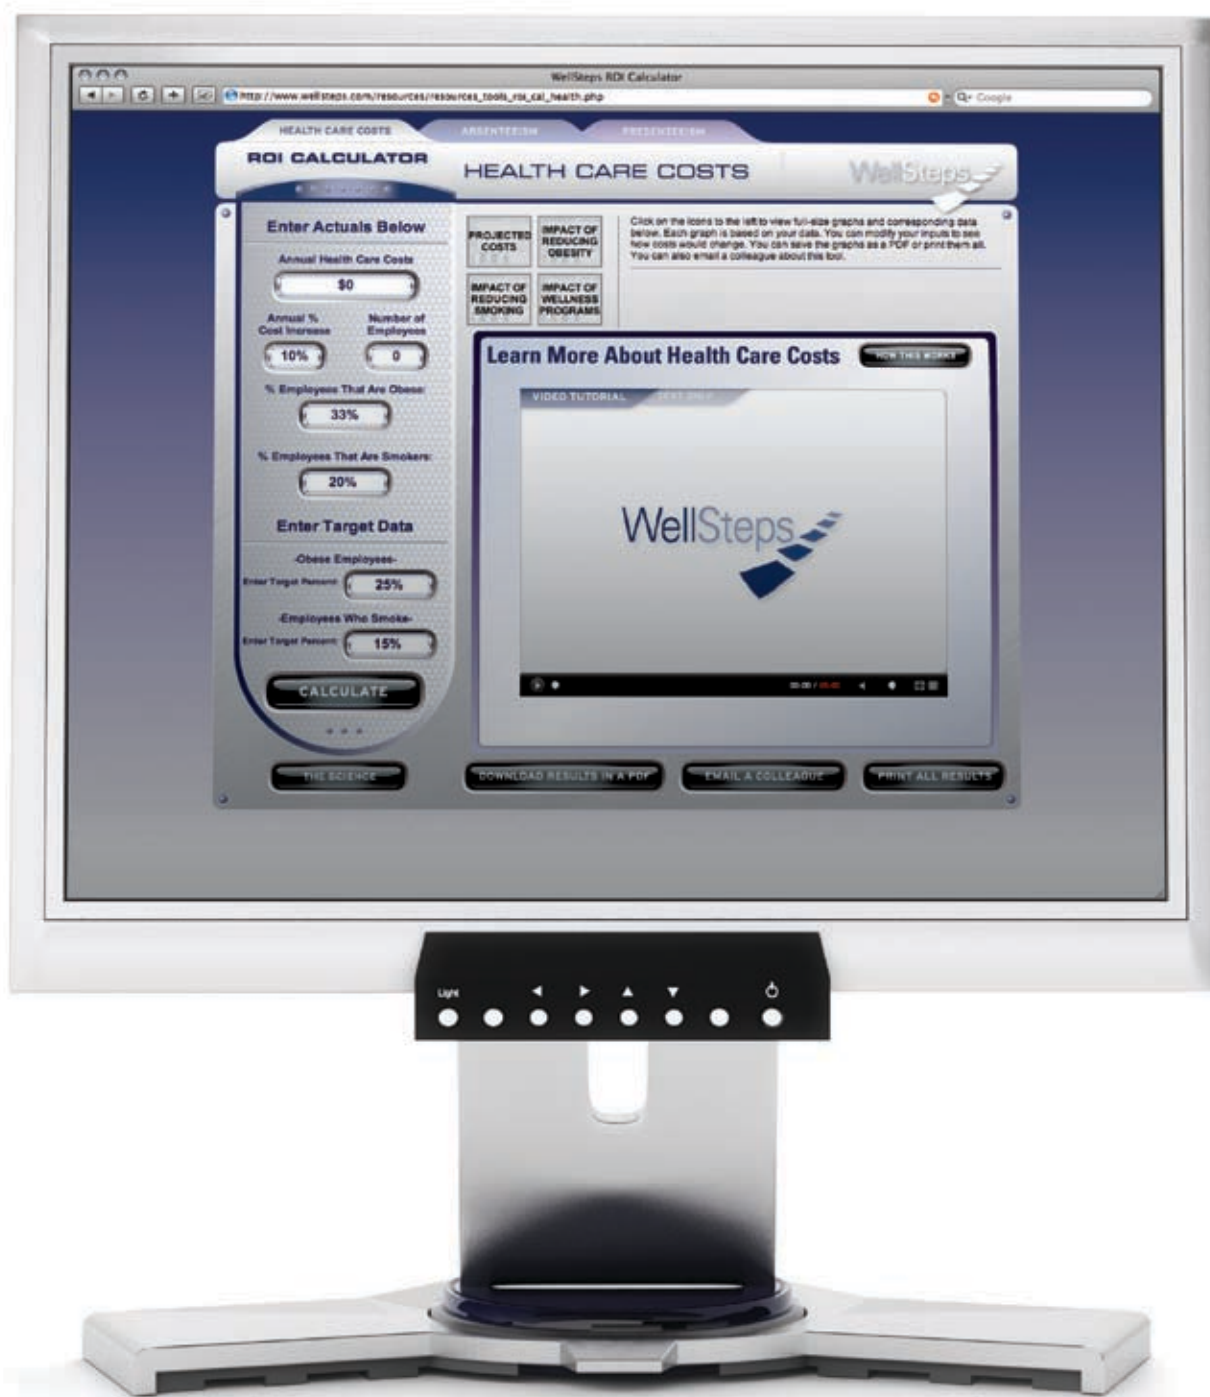 WellSteps ROI Calculator
http://www.wellsteps.com/resources/resources_tools_roi_cal_health.php
Google
HEALTH CARE COSTS
ABSENTEEISM
PRESENTEEISM
ROI CALCULATOR
HEALTH CARE COSTS
WellSteps
Enter Actuals Below
Annual Health Care Costs
$0
Annual %
Cost Increase
Number of
Employees
10%
0
% Employees That Are Obese:
33%
% Employees That Are Smokers:
20%
Enter Target Data
-Obese Employees-
Enter Target Percent:
25%
-Employees Who Smoke-
Enter Target Percent:
15%
CALCULATE
THE SCIENCE
PROJECTED
COSTS
IMPACT OF
REDUCING
OBESITY
IMPACT OF
REDUCING
SMOKING
IMPACT OF
WELLNESS
PROGRAMS
Click on the icons to the left to view full-size graphs and corresponding data
below. Each graph is based on your data. You can modify your inputs to see
how costs would change. You can save the graphs as a PDF or print them all.
You can also email a colleague about this tool.
Learn More About Health Care Costs
HOW THIS WORKS
VIDEO TUTORIAL
TEXT ONLY
WellSteps
00:00 / 05:00
DOWNLOAD RESULTS IN A PDF
EMAIL A COLLEAGUE
PRINT ALL RESULTS
Light